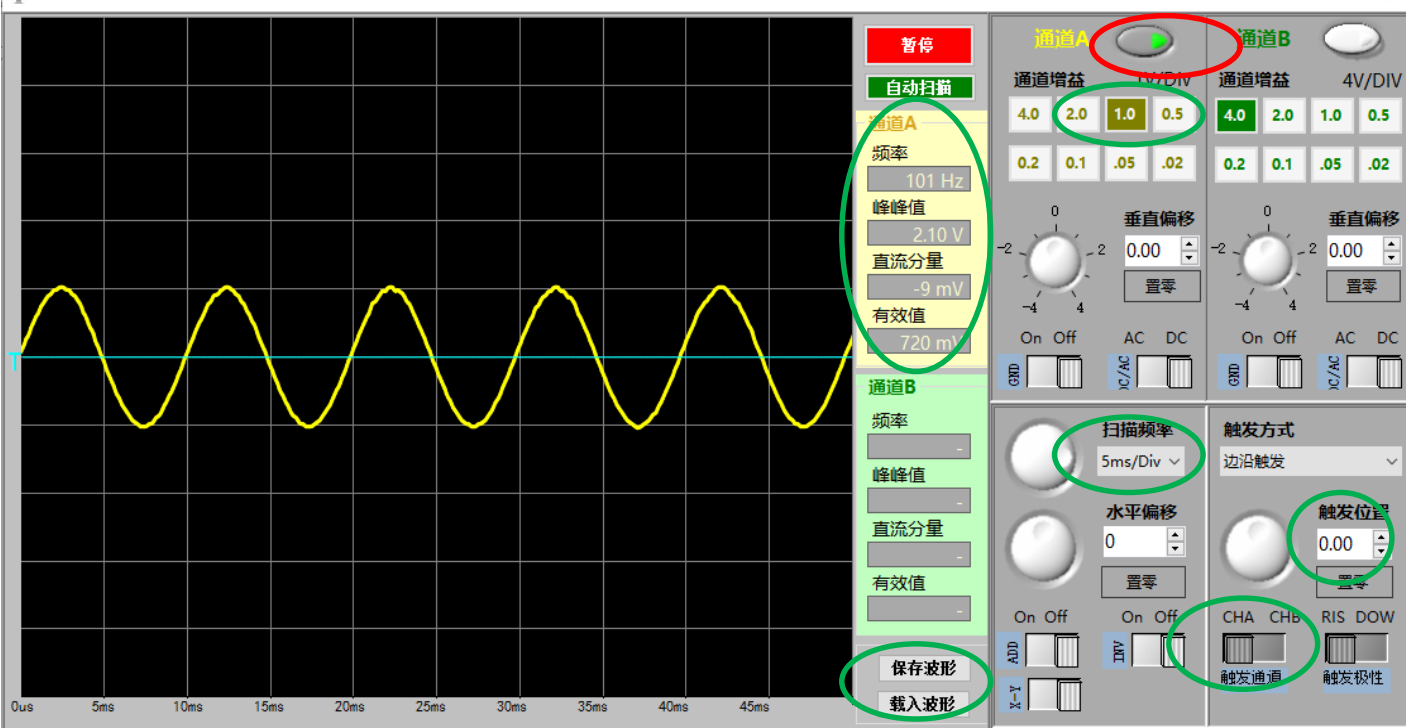 T
0us 5ms 10ms 15ms 20ms 25ms 30ms 35ms 40ms 45ms
暂停
自动扫描
通道A
频率
101 Hz
峰峰值
2.10 V
直流分量
-9 mV
有效值
720 mV
通道B
频率
-
峰峰值
-
直流分量
-
有效值
-
保存波形
载入波形
通道A
通道增益 1V/DIV
4.0 2.0 1.0 0.5
0.2 0.1 .05 .02
0
-2 2
-4 4
垂直偏移
0.00
置零
On Off AC DC
GND
通道B
通道增益 4V/DIV
4.0 2.0 1.0 0.5
0.2 0.1 .05 .02
0
-2 2
-4 4
垂直偏移
0.00
置零
On Off AC DC
GND
扫描频率
5ms/Div
水平偏移
0
置零
On Off On Off
ADD INV
X-Y
触发方式
边沿触发
触发位置
0.00
置零
CHA CHB RIS DOW
触发通道 触发极性